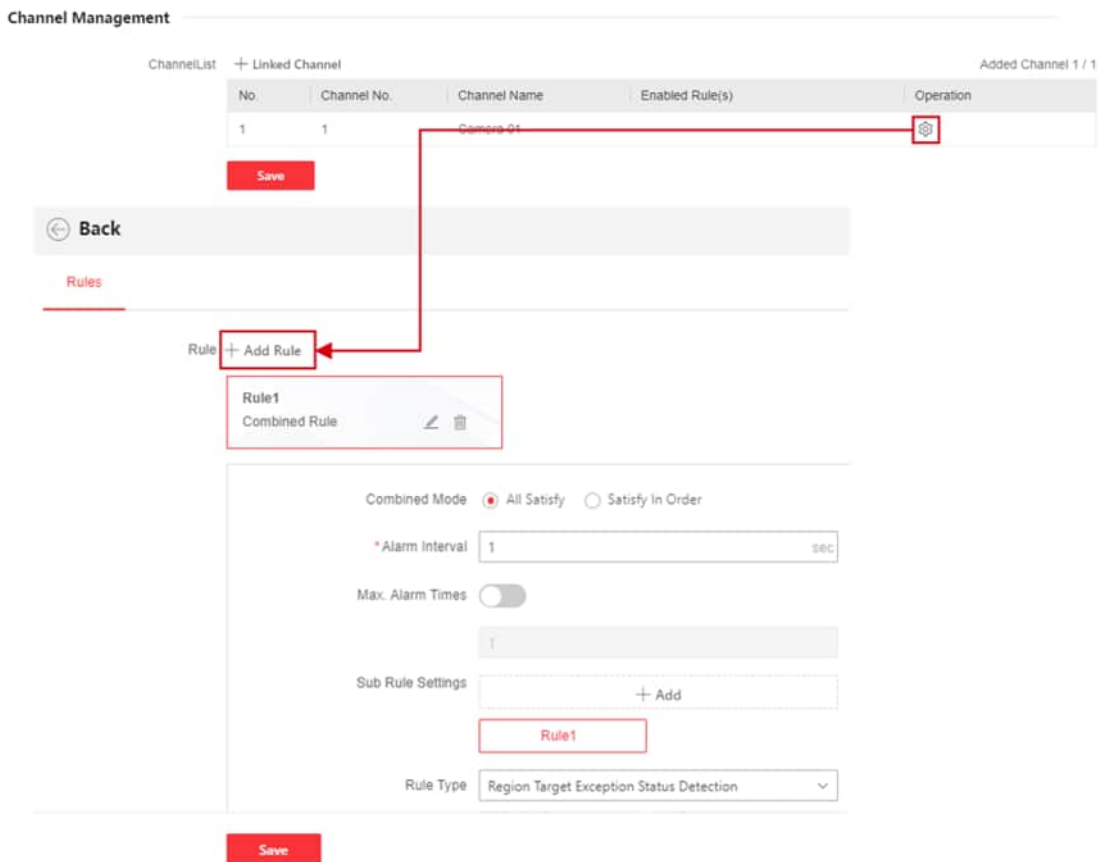 Channel Management
ChannelList + Linked Channel Added Channel 1 / 1
No. Channel No. Channel Name Enabled Rule(s) Operation
1 1 Camera 01
Save
Back
Rules
Rule + Add Rule
Rule1
Combined Rule
Combined Mode All Satisfy Satisfy In Order
* Alarm Interval 1 sec
Max. Alarm Times
1
Sub Rule Settings + Add
Rule1
Rule Type Region Target Exception Status Detection
Save